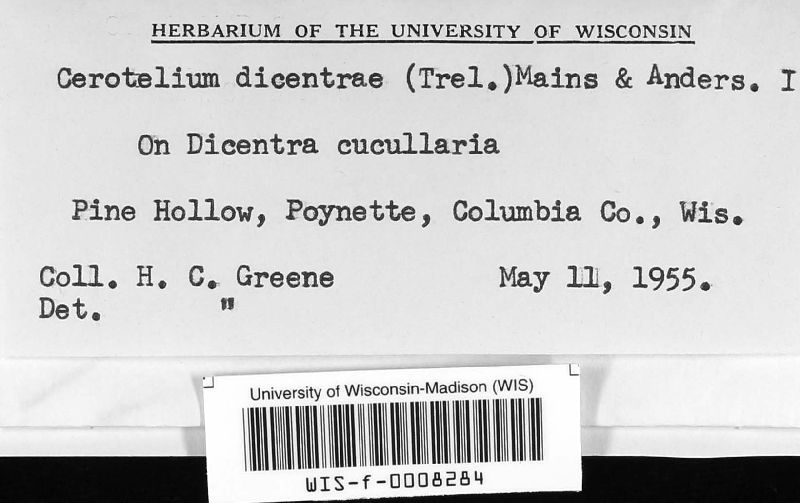 HERBARIUM OF THE UNIVERSITY OF WISCONSIN
Cerotelium dicentrae (Trel.)Mains & Anders. I
On Dicentra cucullaria
Pine Hollow, Poynette, Columbia Co., Wis.
Coll. H. C. Greene May 11, 1955.
Det. "
University of Wisconsin-Madison (WIS)
WIS-f-0008284